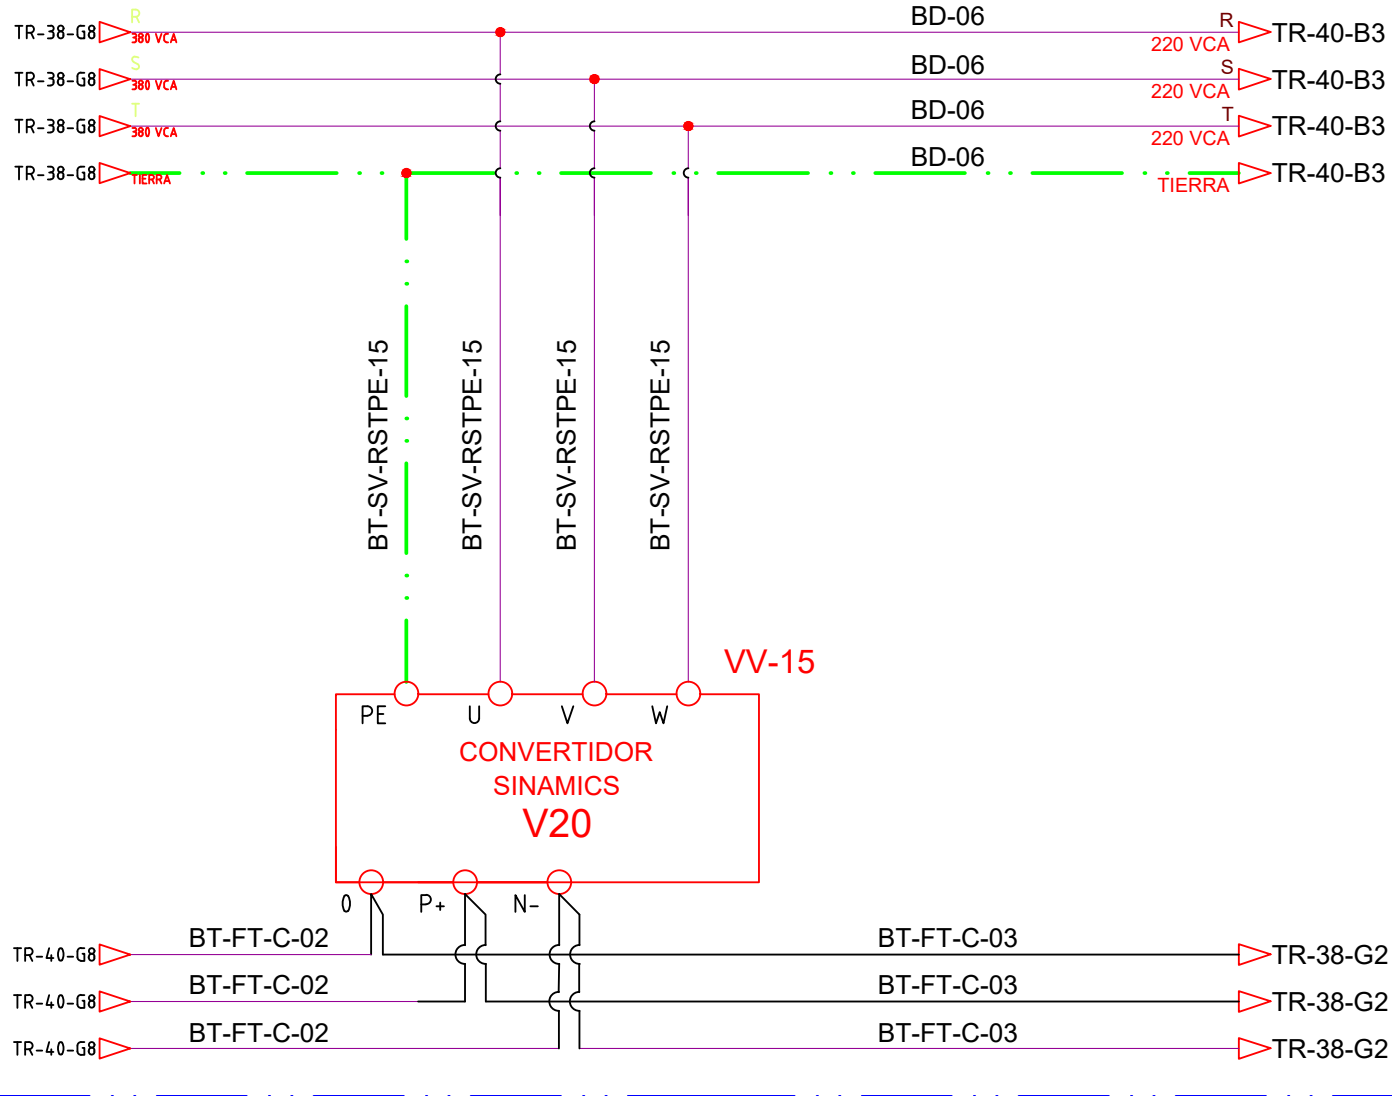 TR-38-G8 R 380 VCA BD-06 R 220 VCA TR-40-B3
TR-38-G8 S 380 VCA BD-06 S 220 VCA TR-40-B3
TR-38-G8 T 380 VCA BD-06 T 220 VCA TR-40-B3
TR-38-G8 TIERRA BD-06 TIERRA TR-40-B3
BT-SV-RSTPE-15
BT-SV-RSTPE-15
BT-SV-RSTPE-15
BT-SV-RSTPE-15
VV-15
PE U V W
CONVERTIDOR
SINAMICS
V20
0 P+ N-
TR-40-G8 BT-FT-C-02 BT-FT-C-03 TR-38-G2
TR-40-G8 BT-FT-C-02 BT-FT-C-03 TR-38-G2
TR-40-G8 BT-FT-C-02 BT-FT-C-03 TR-38-G2